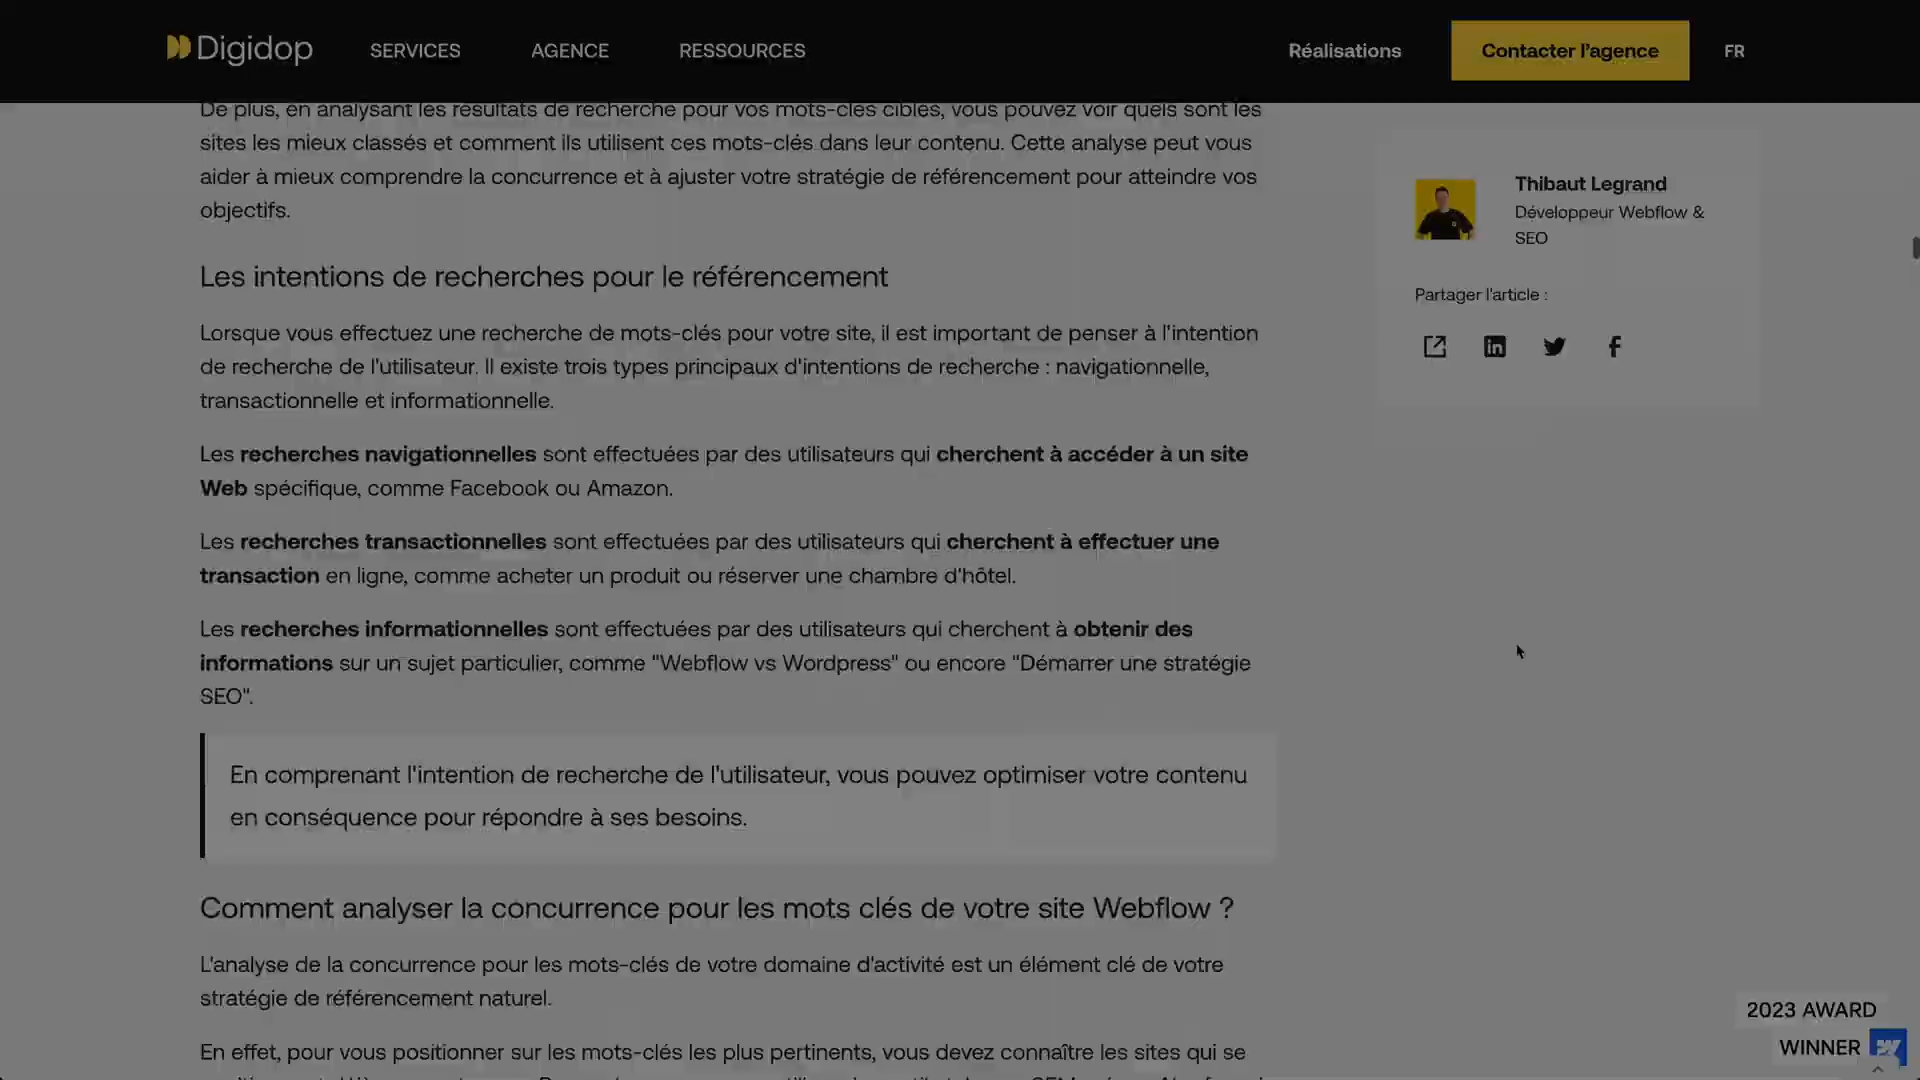 Digidop
SERVICES
AGENCE
RESSOURCES
Réalisations
Contacter l'agence
FR
De plus, en analysant les résultats de recherche pour vos mots-clés ciblés, vous pouvez voir quels sont les
sites les mieux classés et comment ils utilisent ces mots-clés dans leur contenu. Cette analyse peut vous
aider à mieux comprendre la concurrence et à ajuster votre stratégie de référencement pour atteindre vos
objectifs.
Les intentions de recherches pour le référencement
Lorsque vous effectuez une recherche de mots-clés pour votre site, il est important de penser à l'intention
de recherche de l'utilisateur. Il existe trois types principaux d'intentions de recherche : navigationnelle,
transactionnelle et informationnelle.
Les recherches navigationnelles sont effectuées par des utilisateurs qui cherchent à accéder à un site
Web spécifique, comme Facebook ou Amazon.
Les recherches transactionnelles sont effectuées par des utilisateurs qui cherchent à effectuer une
transaction en ligne, comme acheter un produit ou réserver une chambre d'hôtel.
Les recherches informationnelles sont effectuées par des utilisateurs qui cherchent à obtenir des
informations sur un sujet particulier, comme "Webflow vs Wordpress" ou encore "Démarrer une stratégie
SEO".
En comprenant l'intention de recherche de l'utilisateur, vous pouvez optimiser votre contenu
en conséquence pour répondre à ses besoins.
Comment analyser la concurrence pour les mots clés de votre site Webflow ?
L'analyse de la concurrence pour les mots-clés de votre domaine d'activité est un élément clé de votre
stratégie de référencement naturel.
En effet, pour vous positionner sur les mots-clés les plus pertinents, vous devez connaître les sites qui se
Thibaut Legrand
Développeur Webflow &
SEO
Partager l'article :
2023 AWARD
WINNER